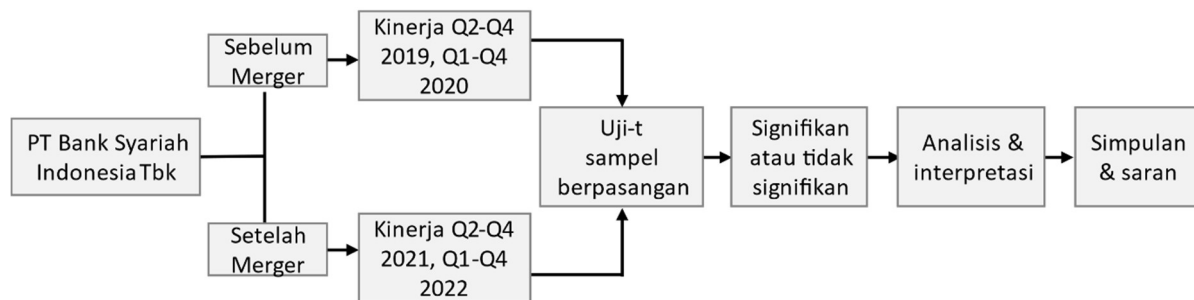 PT Bank Syariah
Indonesia Tbk
Sebelum
Merger
Kinerja Q2-Q4
2019, Q1-Q4
2020
Setelah
Merger
Kinerja Q2-Q4
2021, Q1-Q4
2022
Uji-t
sampel
berpasangan
Signifikan
atau tidak
signifikan
Analisis &
interpretasi
Simpulan
& saran